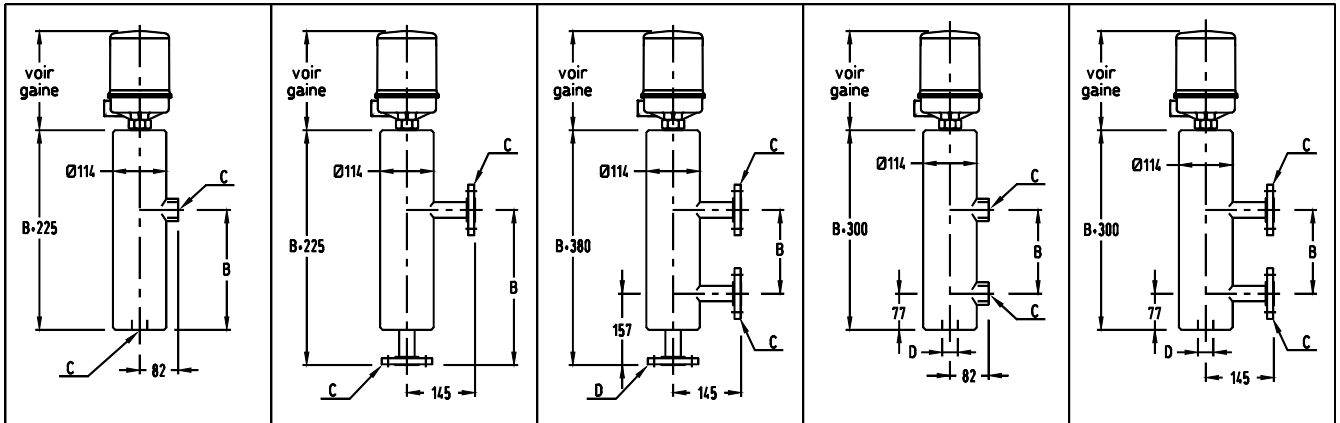 voir
gaine
Ø114
C
B+225
B
C
82
voir
gaine
Ø114
C
B+225
B
C
145
voir
gaine
Ø114
C
B+380
B
157
C
D
145
voir
gaine
Ø114
C
B+300
B
77
C
D
82
voir
gaine
Ø114
C
B+300
B
77
C
D
145